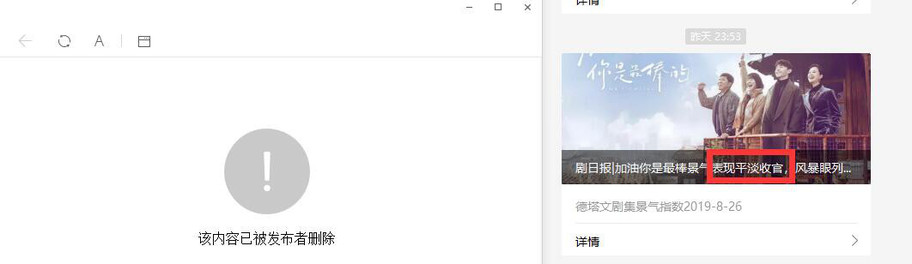 A
该内容已被发布者删除
详情
昨天 23:53
你是最棒的
剧日报|加油你是最棒景气表现平淡收官，风暴眼列...
德塔文剧集景气指数2019-8-26
详情